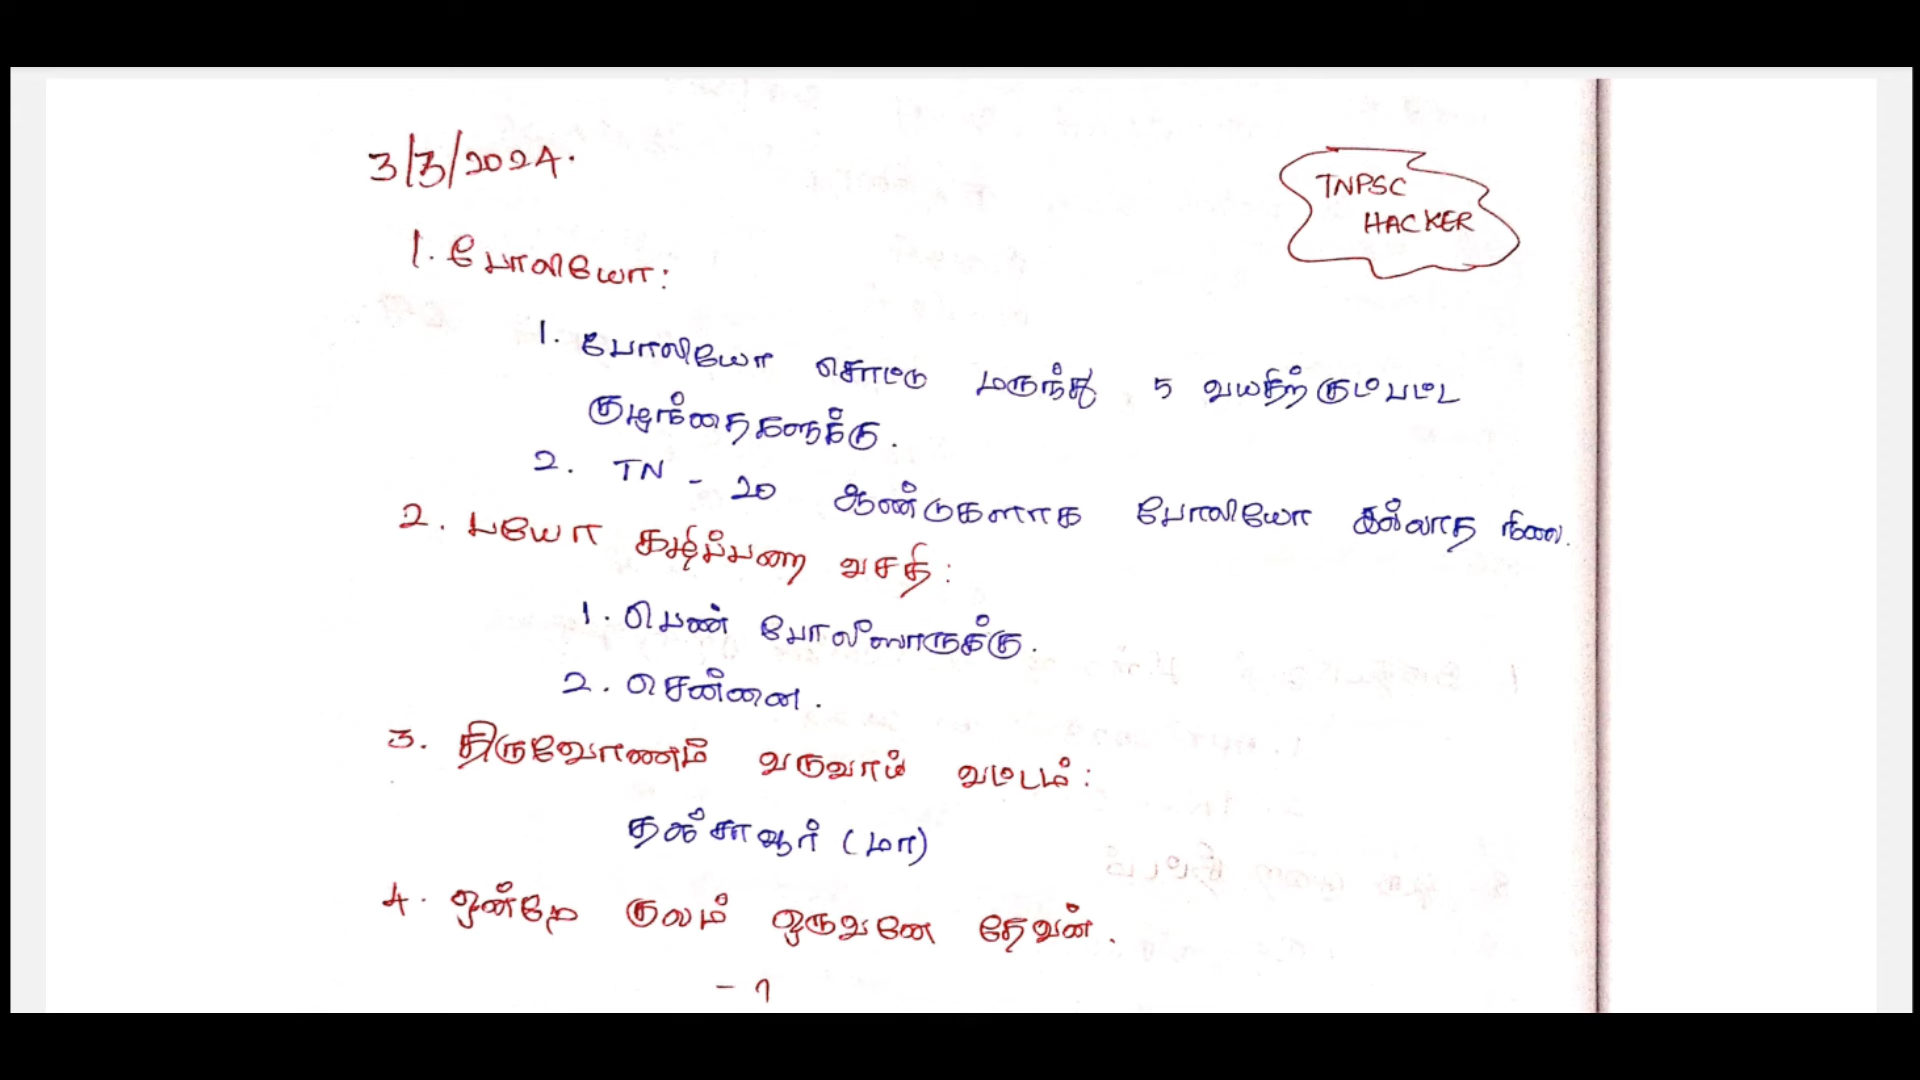 3/3/2024.
TNPSC
HACKER
1. போலியோ:
1. போலியோ சொட்டு மருந்து 5 வயதிற்குட்பட்ட
குழந்தைகளுக்கு.
2. TN - 20 ஆண்டுகளாக போலியோ இல்லாத நிலை.
2. பயோ கழிப்பறை வசதி:
1. பெண் போலீஸாருக்கு.
2. சென்னை.
3. திருவோணம் வருவாய் வட்டம்:
தஞ்சாவூர் (மா)
4. ஒன்றே குலம் ஒருவனே தேவன்.